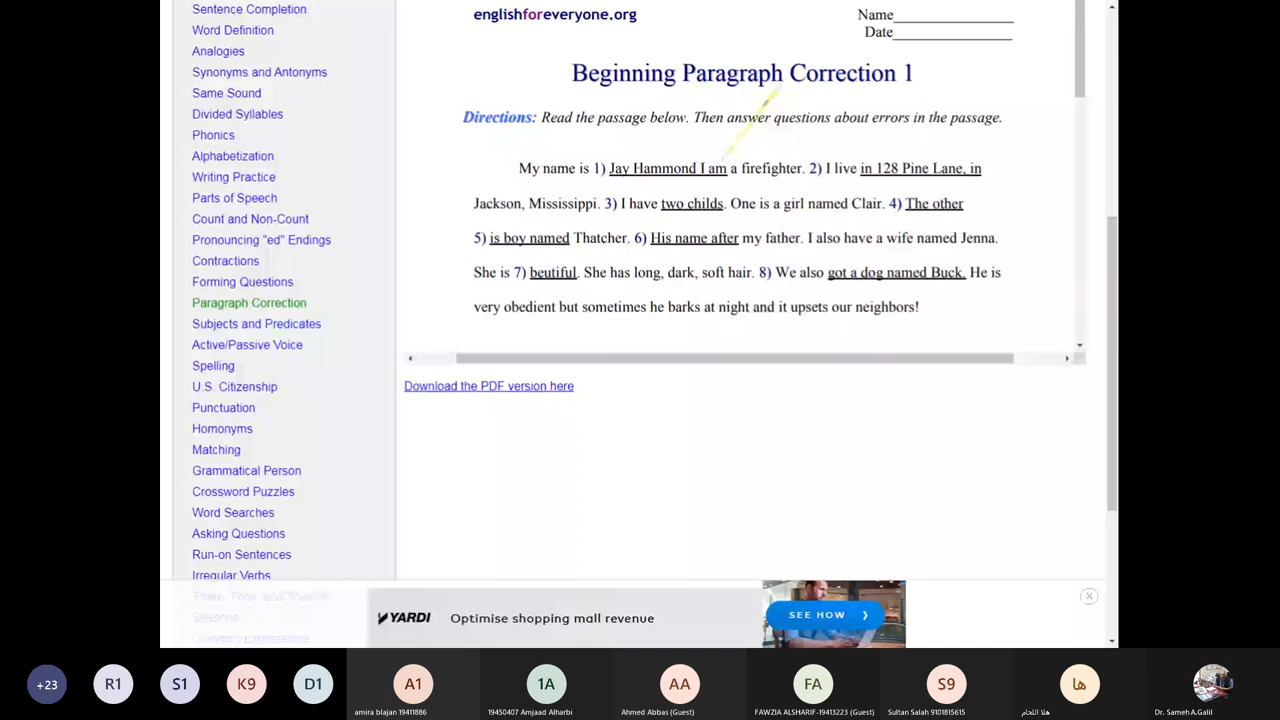 Sentence Completion
Word Definition
Analogies
Synonyms and Antonyms
Same Sound
Divided Syllables
Phonics
Alphabetization
Writing Practice
Parts of Speech
Count and Non-Count
Pronouncing "ed" Endings
Contractions
Forming Questions
Paragraph Correction
Subjects and Predicates
Active/Passive Voice
Spelling
U.S. Citizenship
Punctuation
Homonyms
Matching
Grammatical Person
Crossword Puzzles
Word Searches
Asking Questions
Run-on Sentences
Irregular Verbs
Seasons
Common Expressions
englishforeveryone.org
Name
Date
Beginning Paragraph Correction 1
Directions: Read the passage below. Then answer questions about errors in the passage.
My name is 1) Jay Hammond I am a firefighter. 2) I live in 128 Pine Lane, in
Jackson, Mississippi. 3) I have two childs. One is a girl named Clair. 4) The other
5) is boy named Thatcher. 6) His name after my father. I also have a wife named Jenna.
She is 7) beutiful. She has long, dark, soft hair. 8) We also got a dog named Buck. He is
very obedient but sometimes he barks at night and it upsets our neighbors!
Download the PDF version here
YARDI
Optimise shopping mall revenue
SEE HOW
+23
R1
S1
K9
D1
A1
amira blajan 19411886
1A
19450407 Amjaad Alharbi
AA
Ahmed Abbas (Guest)
FA
FAWZIA ALSHARIF-19413223 (Guest)
S9
Sultan Salah 9101815615
ها
هلا اللحام
Dr. Sameh A.Galil